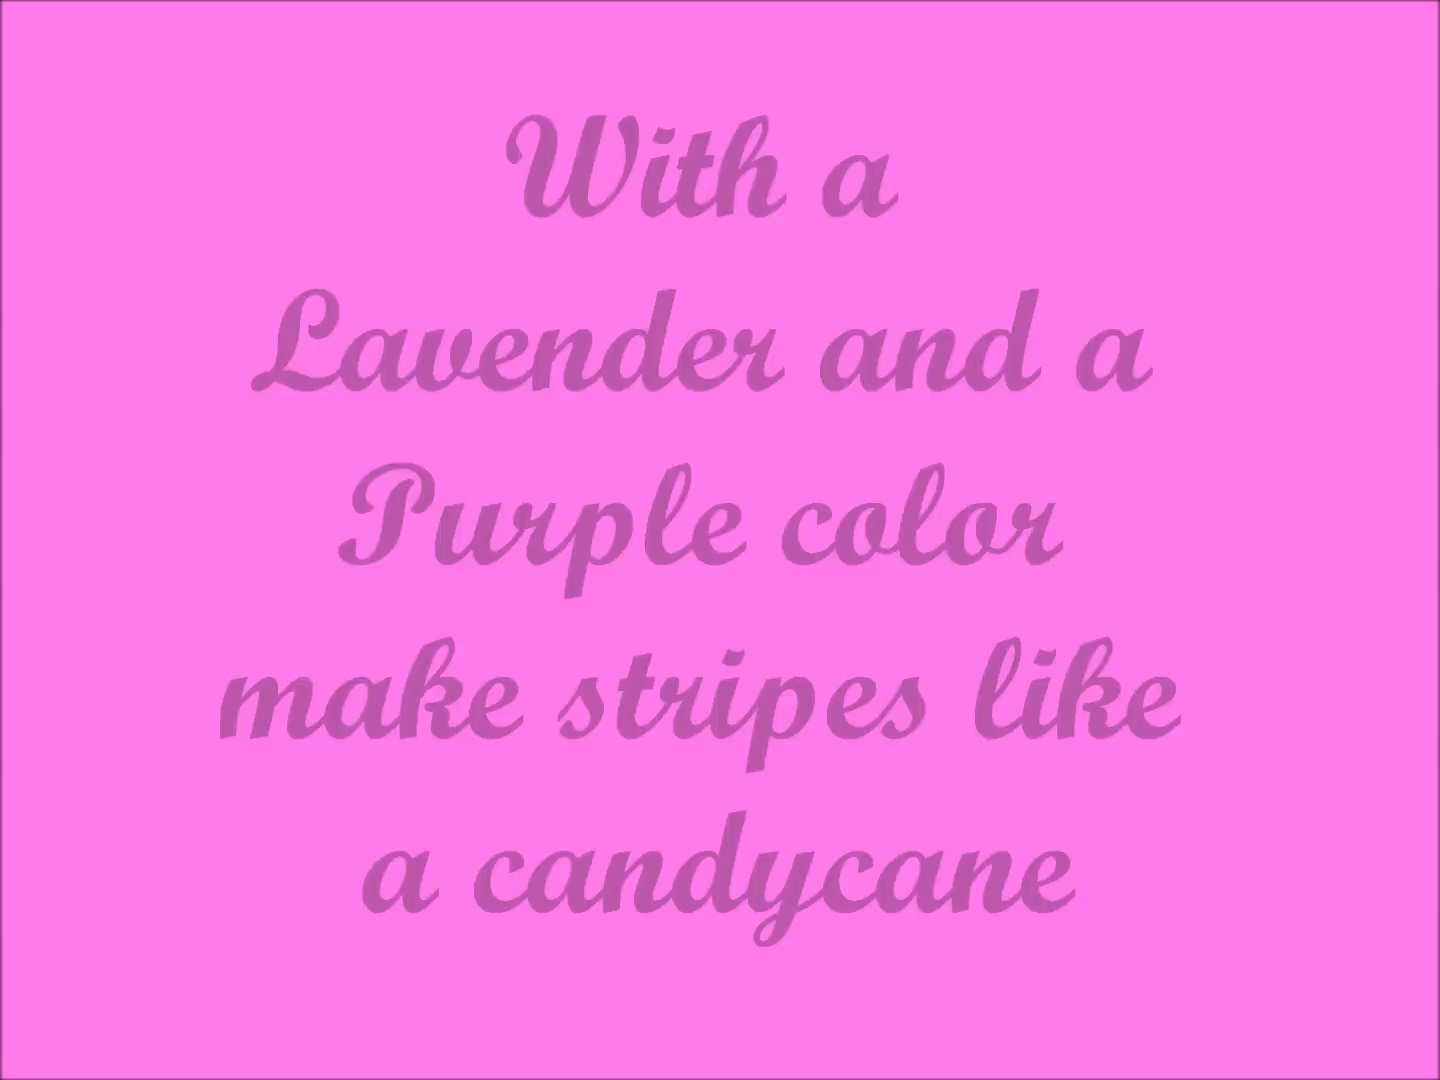 With a
Lavender and a
Purple color
make stripes like
a candycane